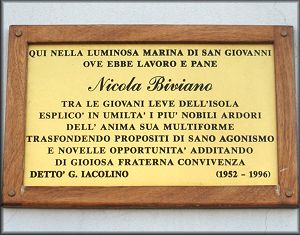 QUI NELLA LUMINOSA MARINA DI SAN GIOVANNI
OVE EBBE LAVORO E PANE
Nicola Biviano
TRA LE GIOVANI LEVE DELL'ISOLA
ESPLICO' IN UMILTA' I PIU' NOBILI ARDORI
DELL' ANIMA SUA MULTIFORME
TRASFONDENDO PROPOSITI DI SANO AGONISMO
E NOVELLE OPPORTUNITA' ADDITANDO
DI GIOIOSA FRATERNA CONVIVENZA
DETTO' G. IACOLINO (1952 - 1996)